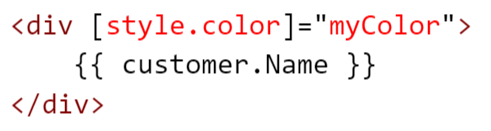 <div [style.color]="myColor">
    {{ customer.Name }}
</div>